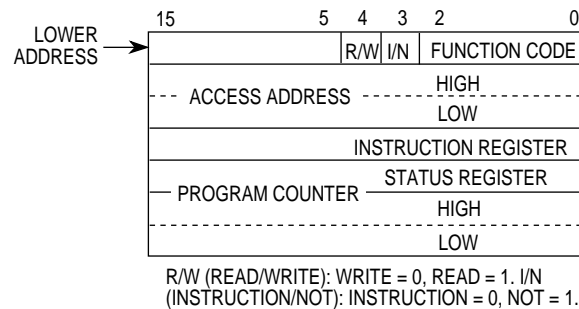 15 5 4 3 2 0
LOWER
ADDRESS
R/W I/N FUNCTION CODE
HIGH
ACCESS ADDRESS
LOW
INSTRUCTION REGISTER
STATUS REGISTER
PROGRAM COUNTER
HIGH
LOW
R/W (READ/WRITE): WRITE = 0, READ = 1. I/N
(INSTRUCTION/NOT): INSTRUCTION = 0, NOT = 1.